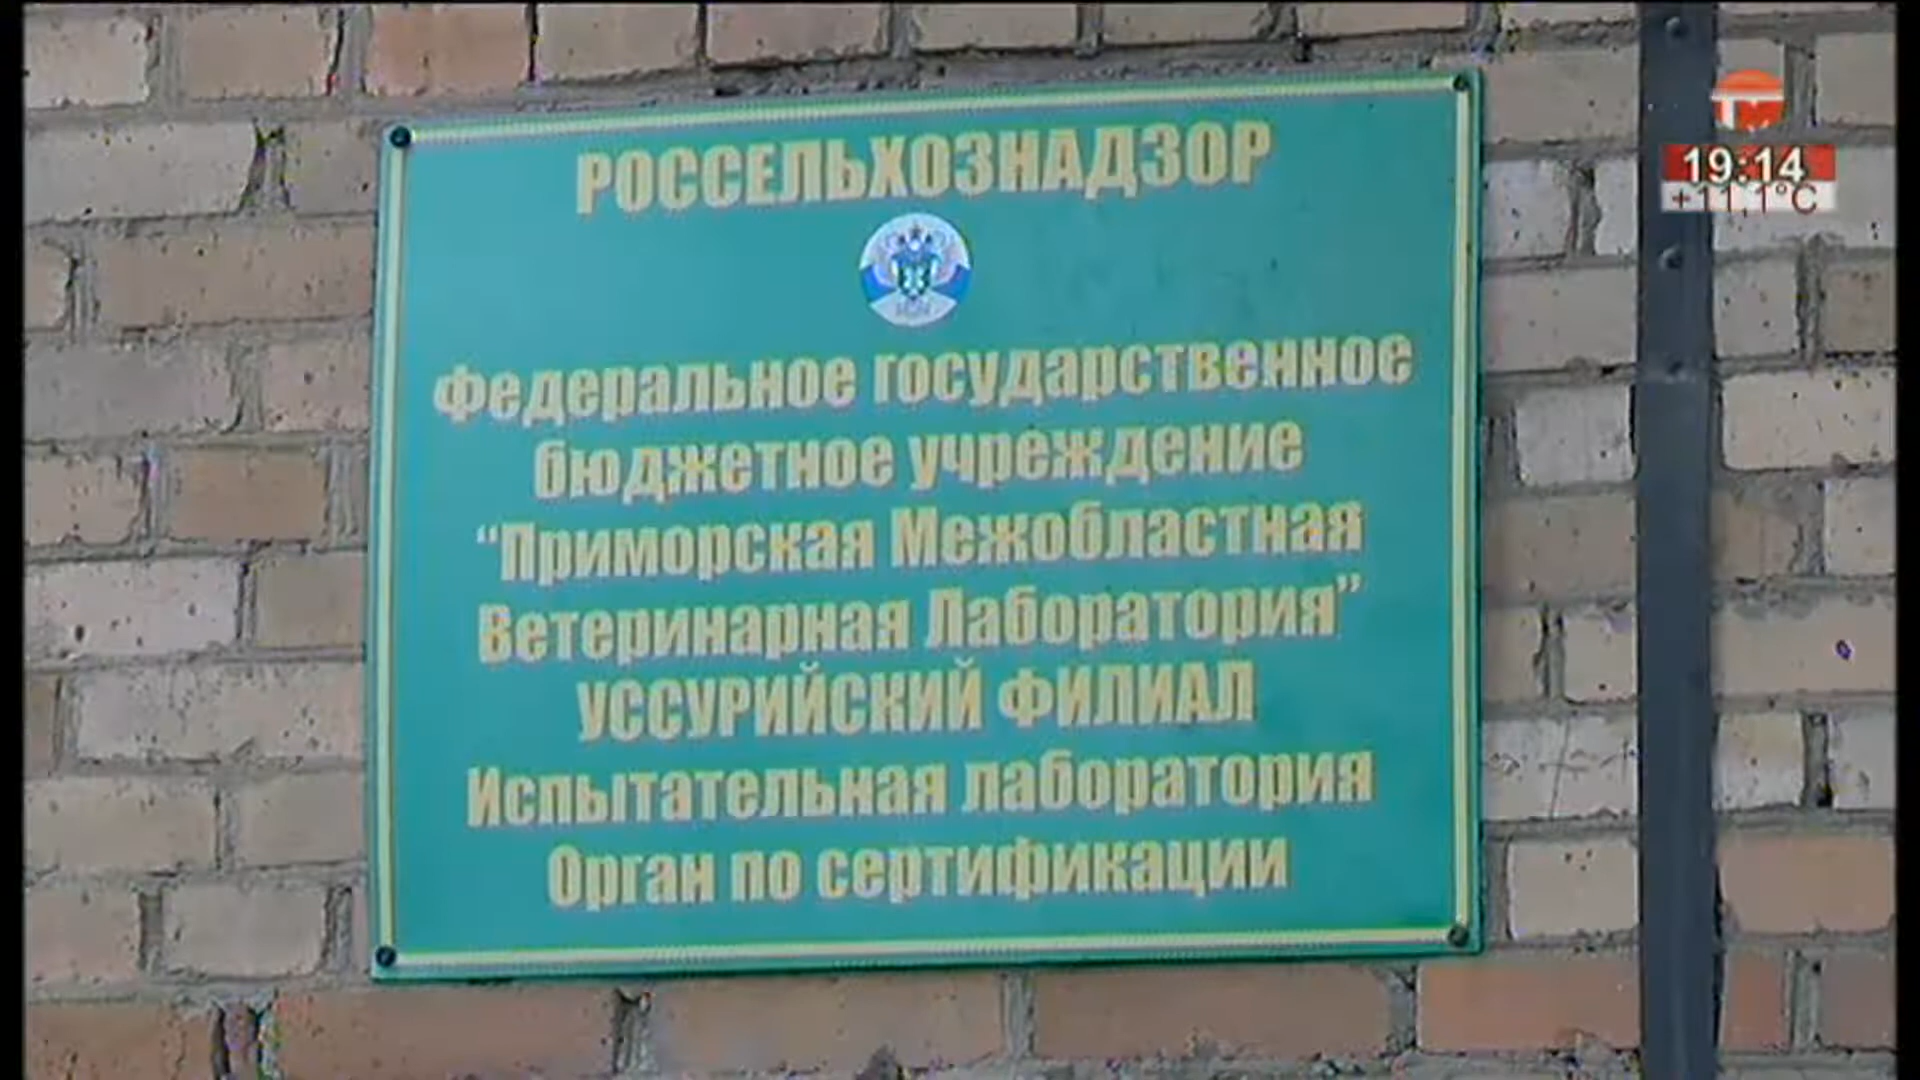 РОССЕЛЬХОЗНАДЗОР
Федеральное государственное
бюджетное учреждение
“Приморская Межобластная
Ветеринарная Лаборатория”
УССУРИЙСКИЙ ФИЛИАЛ
Испытательная лаборатория
Орган по сертификации
19:14
+11,1°C